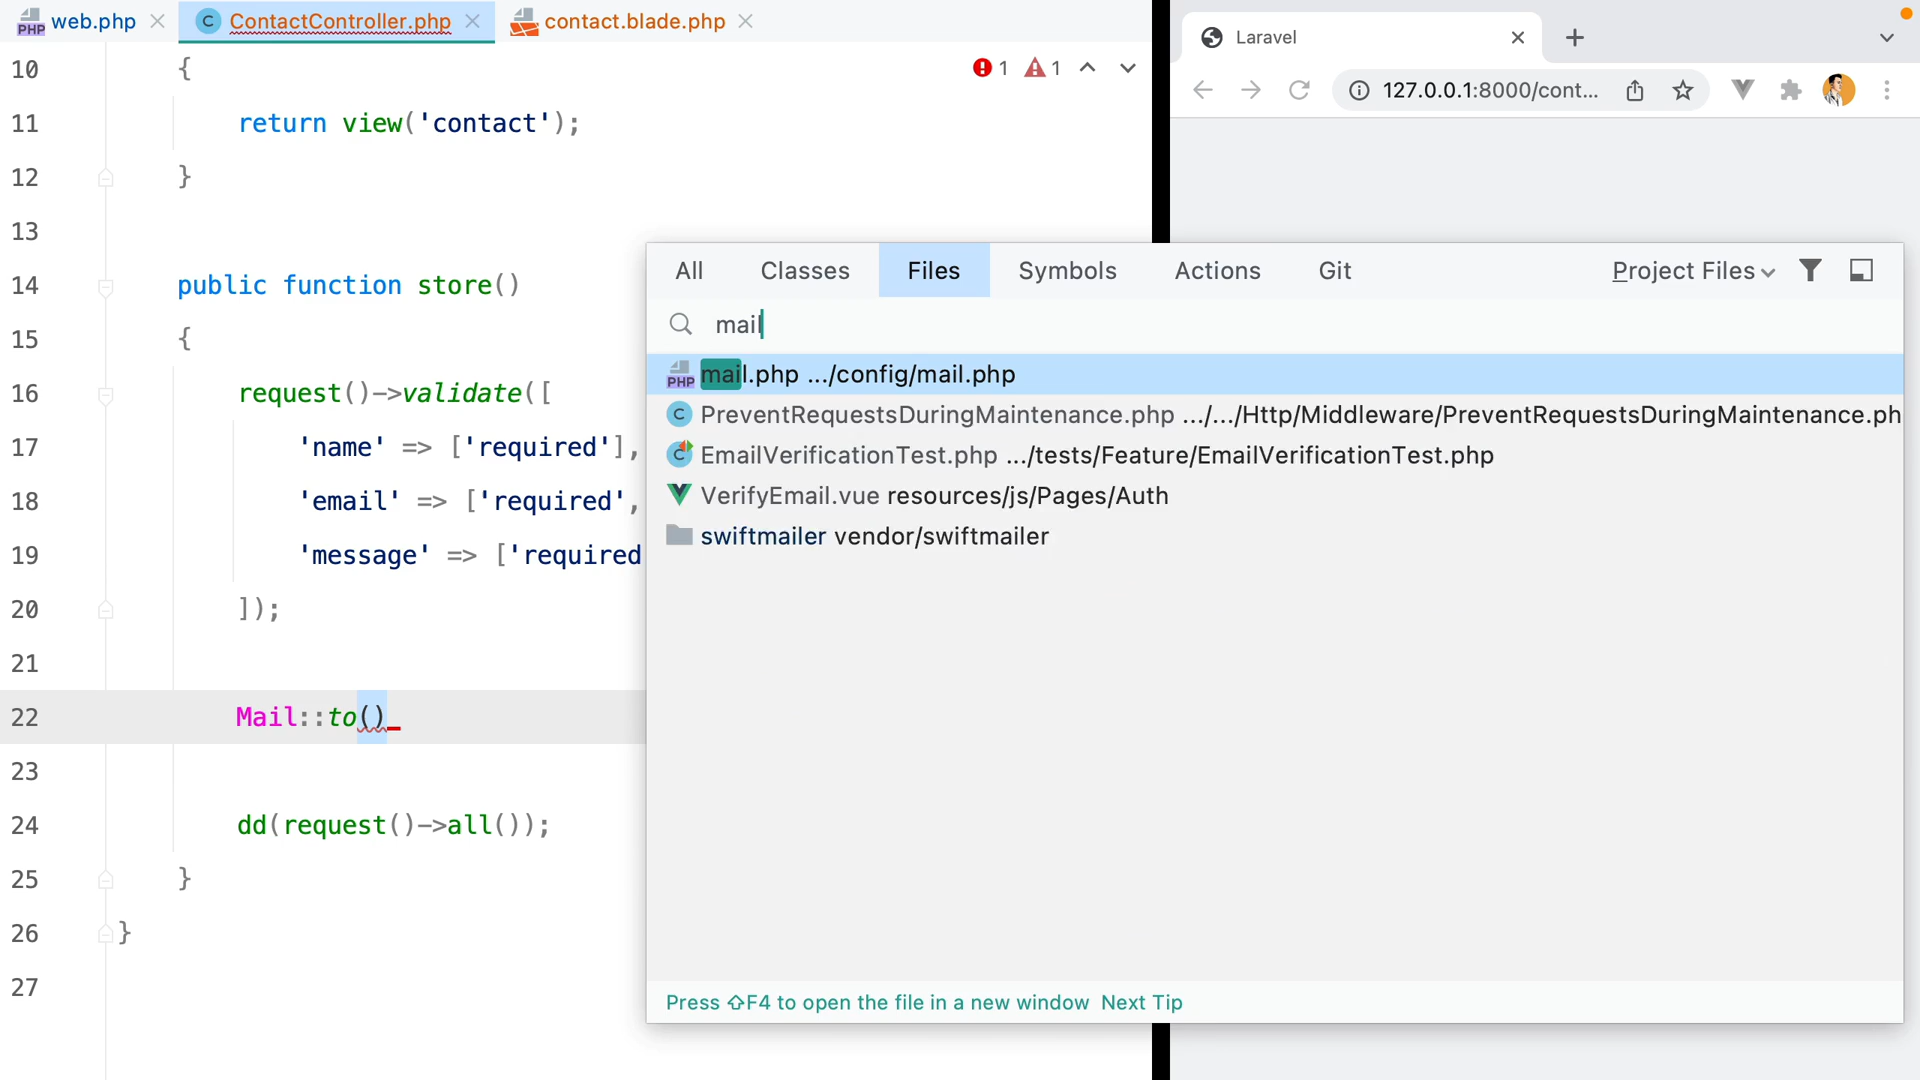 web.php
ContactController.php
contact.blade.php
1 1
10 {
11 return view('contact');
12 }
13
14 public function store()
15 {
16 request()->validate([
17 'name' => ['required'],
18 'email' => ['required',
19 'message' => ['required
20 ]);
21
22 Mail::to()
23
24 dd(request()->all());
25 }
26 }
27
Laravel
127.0.0.1:8000/cont...
All Classes Files Symbols Actions Git Project Files
mail
mail.php .../config/mail.php
PreventRequestsDuringMaintenance.php .../.../Http/Middleware/PreventRequestsDuringMaintenance.ph
EmailVerificationTest.php .../tests/Feature/EmailVerificationTest.php
VerifyEmail.vue resources/js/Pages/Auth
swiftmailer vendor/swiftmailer
Press ⇧F4 to open the file in a new window Next Tip